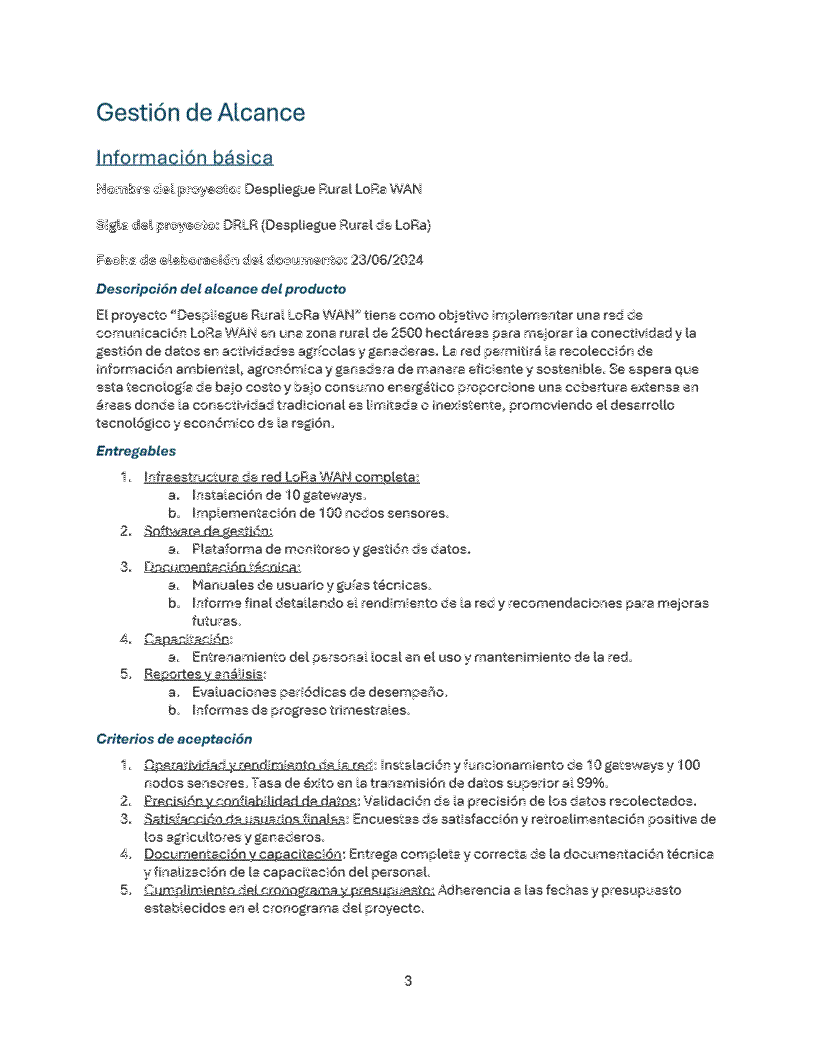 Gestión de Alcance
Información básica
Nombre del proyecto: Despliegue Rural LoRa WAN
Sigla del proyecto: DRLR (Despliegue Rural de LoRa)
Fecha de elaboración del documento: 23/06/2024
Descripción del alcance del producto
El proyecto “Despliegue Rural LoRa WAN” tiene como objetivo implementar una red de
comunicación LoRa WAN en una zona rural de 2500 hectáreas para mejorar la conectividad y la
gestión de datos en actividades agrícolas y ganaderas. La red permitirá la recolección de
información ambiental, agronómica y ganadera de manera eficiente y sostenible. Se espera que
esta tecnología de bajo costo y bajo consumo energético proporcione una cobertura extensa en
áreas donde la conectividad tradicional es limitada o inexistente, promoviendo el desarrollo
tecnológico y económico de la región.
Entregables
1. Infraestructura de red LoRa WAN completa:
a. Instalación de 10 gateways.
b. Implementación de 100 nodos sensores.
2. Software de gestión:
a. Plataforma de monitoreo y gestión de datos.
3. Documentación técnica:
a. Manuales de usuario y guías técnicas.
b. Informe final detallando el rendimiento de la red y recomendaciones para mejoras
futuras.
4. Capacitación:
a. Entrenamiento del personal local en el uso y mantenimiento de la red.
5. Reportes y análisis:
a. Evaluaciones periódicas de desempeño.
b. Informes de progreso trimestrales.
Criterios de aceptación
1. Operatividad y rendimiento de la red: Instalación y funcionamiento de 10 gateways y 100
nodos sensores. Tasa de éxito en la transmisión de datos superior al 99%.
2. Precisión y confiabilidad de datos: Validación de la precisión de los datos recolectados.
3. Satisfacción de usuarios finales: Encuestas de satisfacción y retroalimentación positiva de
los agricultores y ganaderos.
4. Documentación y capacitación: Entrega completa y correcta de la documentación técnica
y finalización de la capacitación del personal.
5. Cumplimiento del cronograma y presupuesto: Adherencia a las fechas y presupuesto
establecidos en el cronograma del proyecto.
3